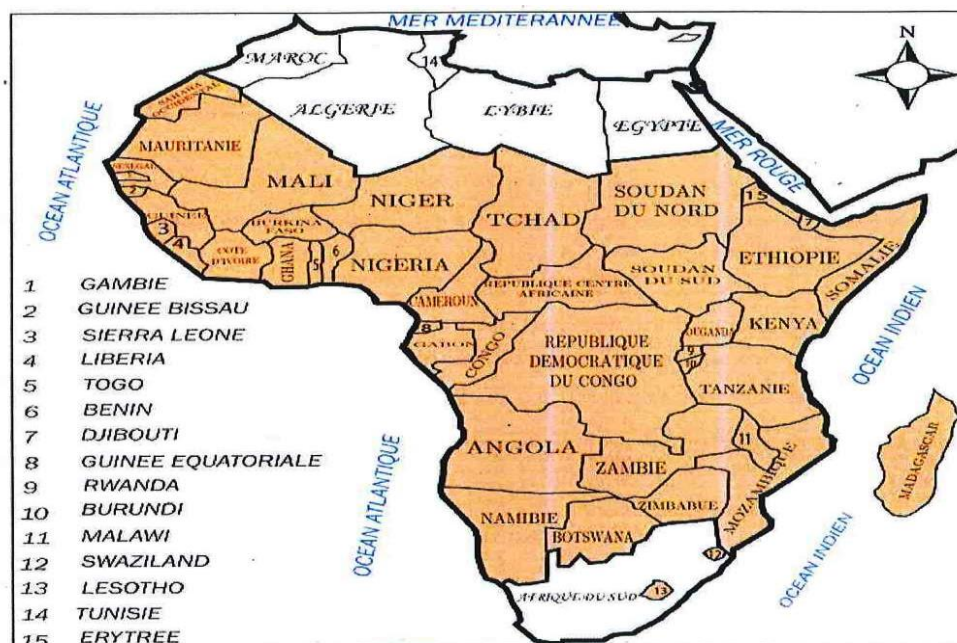 MER MEDITERANNEE
N
MAROC
14
ALGERIE
LYBIE
EGYPTE
MER ROUGE
OCEAN ATLANTIQUE
SAHARA
OCCIDENTAL
MAURITANIE
MALI
NIGER
TCHAD
SOUDAN
DU NORD
15
7
SENEGAL
2
GUINEE
3
4
BURKINA
FASO
COTE
D'IVOIRE
GHANA
5
6
NIGERIA
CAMEROUN
REPUBLIQUE CENTRE
AFRICAINE
SOUDAN
DU SUD
ETHIOPIE
SOMALIE
8
GABON
CONGO
REPUBLIQUE
DEMOCRATIQUE
DU CONGO
OUGANDA
KENYA
9
10
TANZANIE
OCEAN INDIEN
ANGOLA
ZAMBIE
11
MOZAMBIQUE
MADAGASCAR
NAMIBIE
BOTSWANA
ZIMBABUE
OCEAN ATLANTIQUE
OCEAN INDIEN
12
13
AFRIQUE DU SUD
1 GAMBIE
2 GUINEE BISSAU
3 SIERRA LEONE
4 LIBERIA
5 TOGO
6 BENIN
7 DJIBOUTI
8 GUINEE EQUATORIALE
9 RWANDA
10 BURUNDI
11 MALAWI
12 SWAZILAND
13 LESOTHO
14 TUNISIE
15 ERYTREE